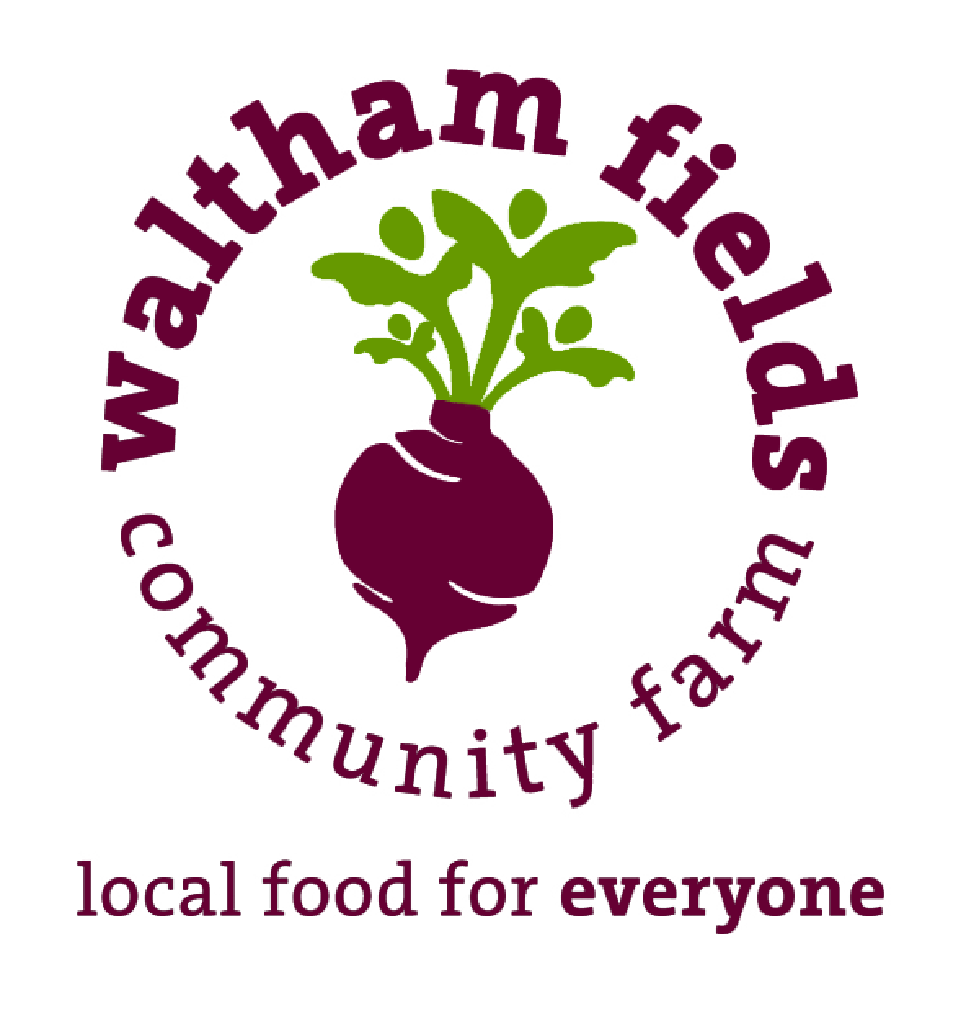 waltham fields
community farm
local food for everyone